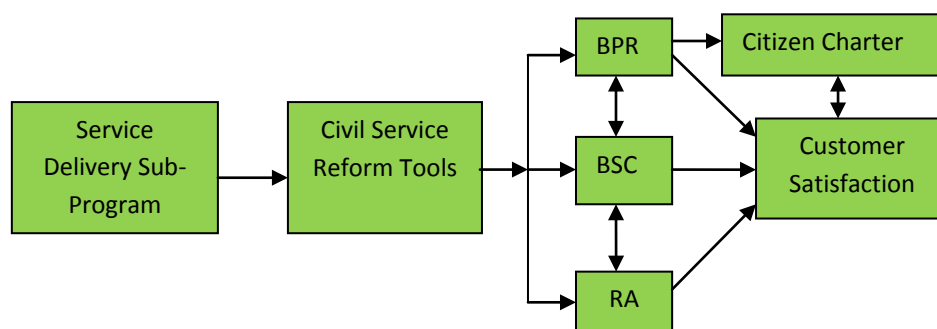 Service
Delivery Sub-
Program
Civil Service
Reform Tools
BPR
BSC
RA
Citizen Charter
Customer
Satisfaction